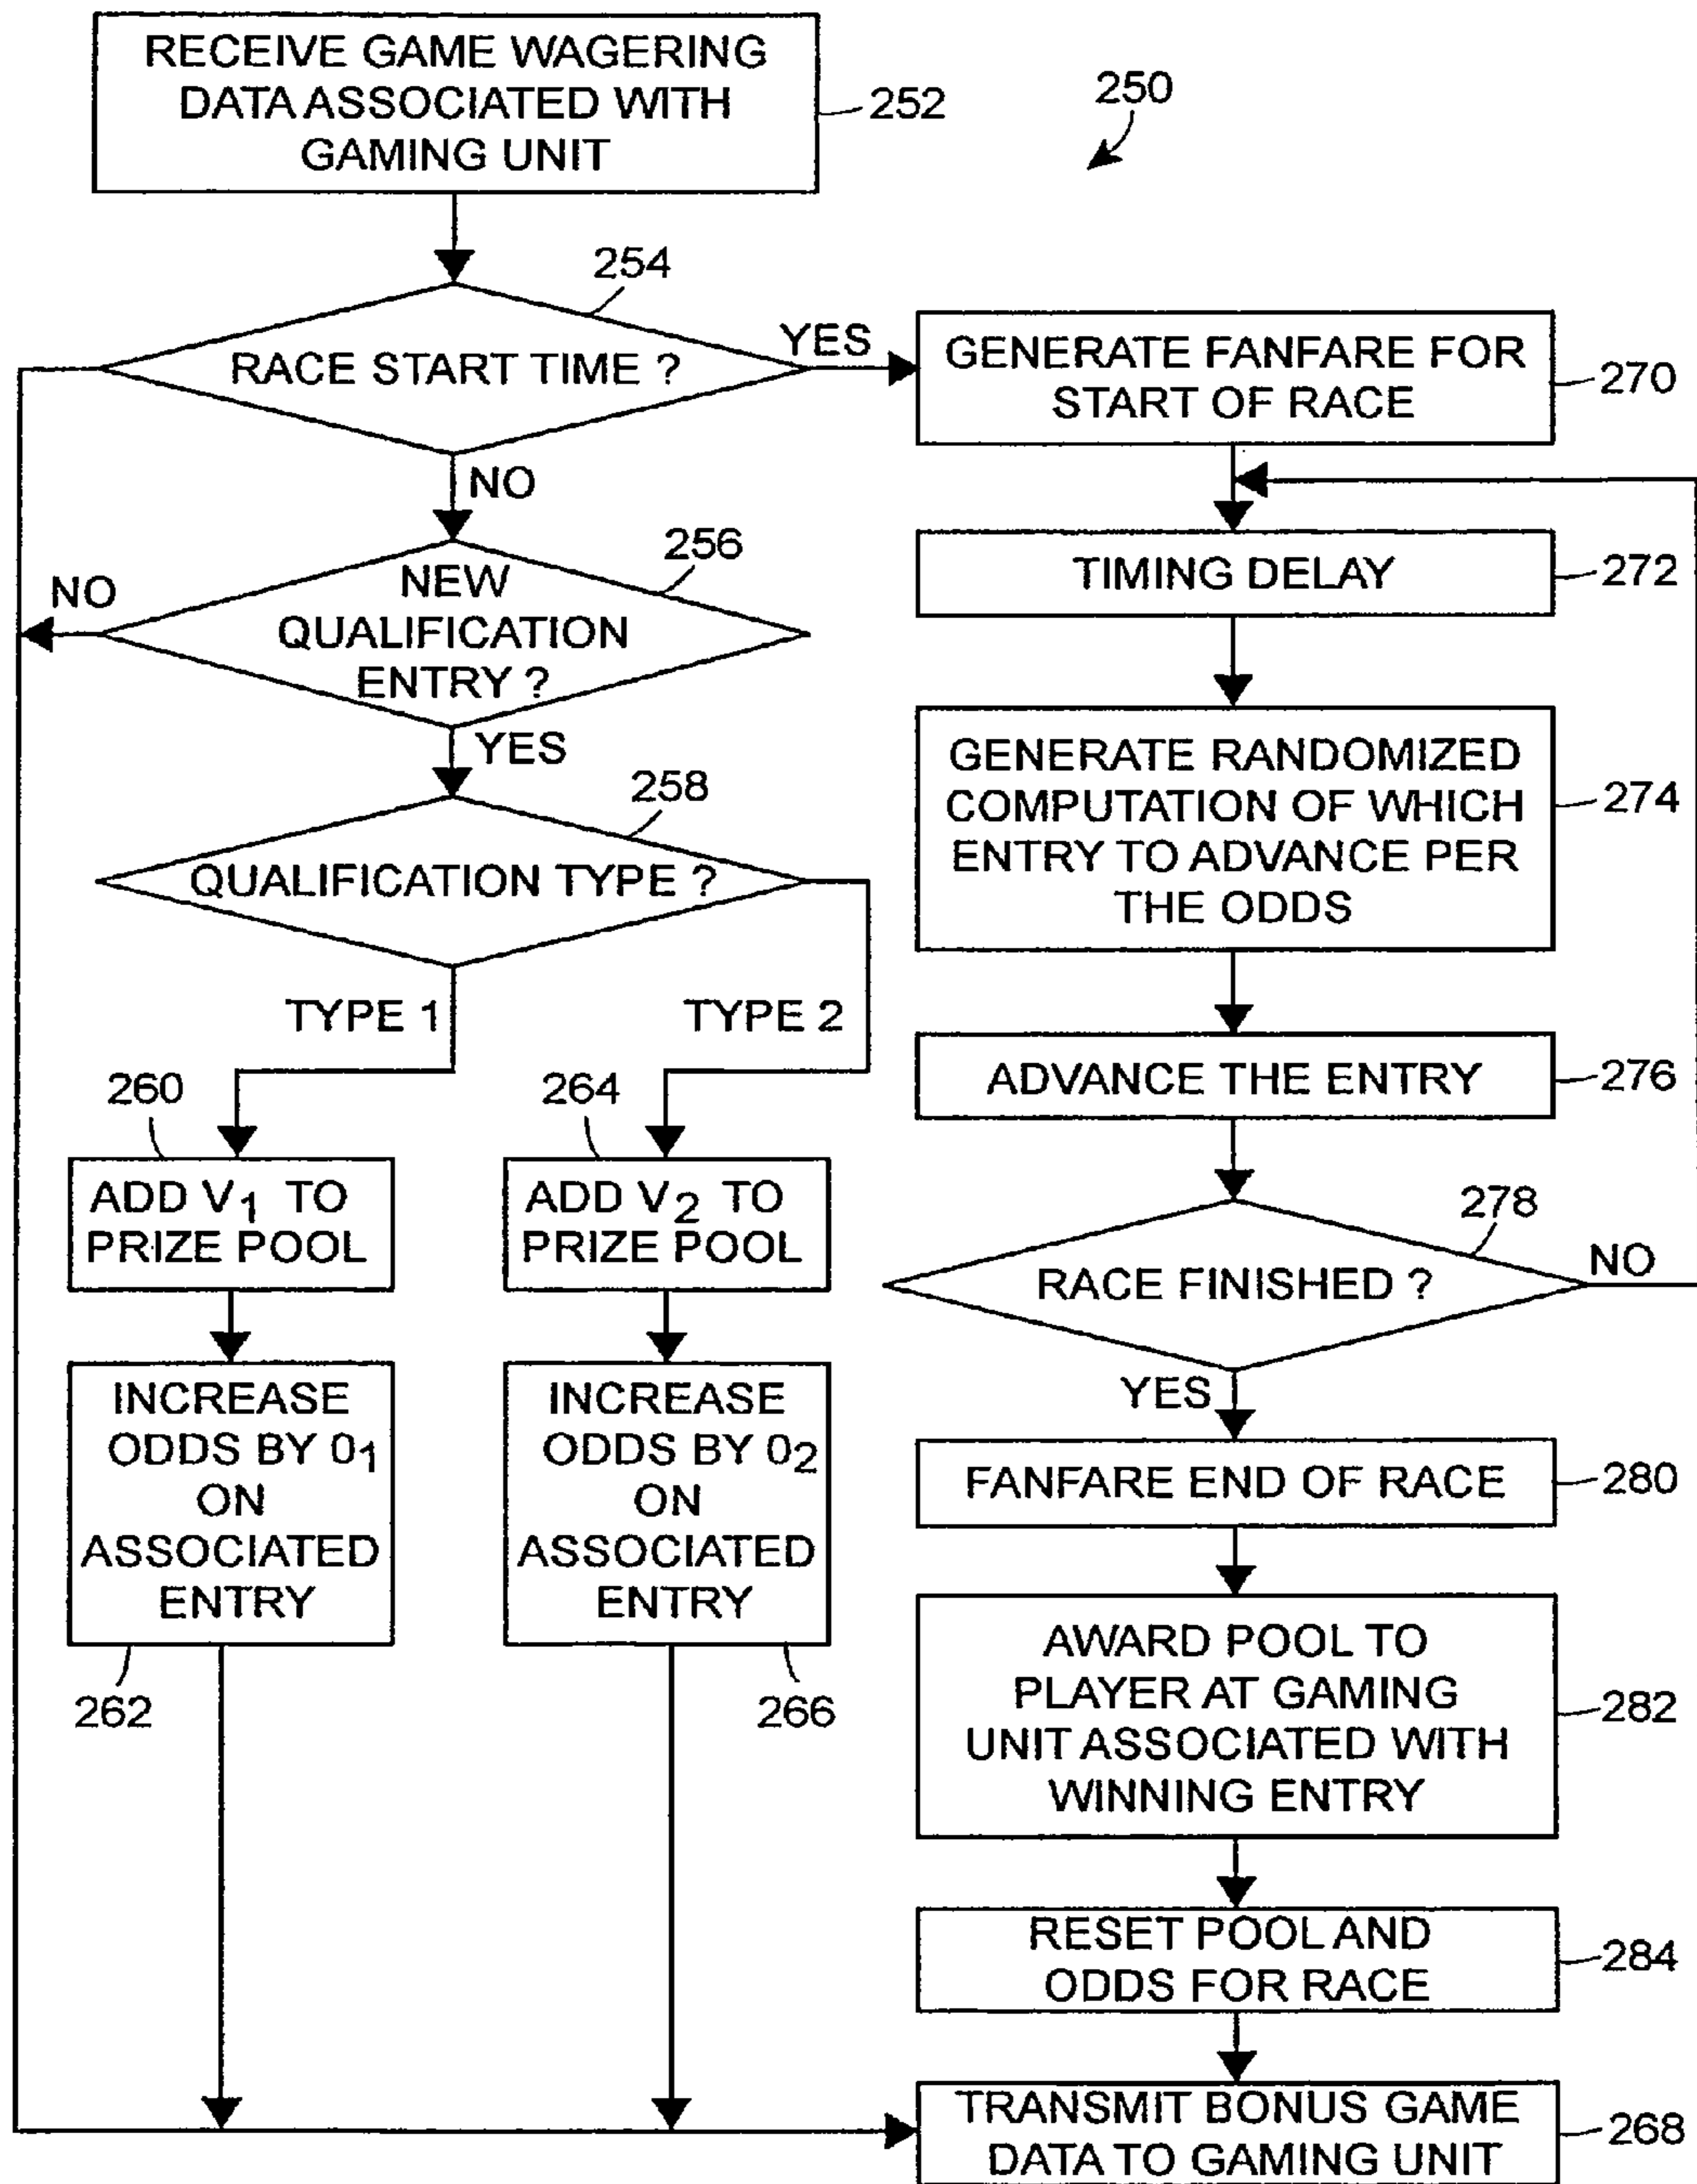 RECEIVE GAME WAGERING
DATA ASSOCIATED WITH
GAMING UNIT
252
250
254
RACE START TIME ?
YES
NO
GENERATE FANFARE FOR
START OF RACE
270
256
NEW
QUALIFICATION
ENTRY ?
NO
YES
TIMING DELAY
272
258
QUALIFICATION TYPE ?
TYPE 1
TYPE 2
GENERATE RANDOMIZED
COMPUTATION OF WHICH
ENTRY TO ADVANCE PER
THE ODDS
274
ADVANCE THE ENTRY
276
260
ADD V1 TO
PRIZE POOL
264
ADD V2 TO
PRIZE POOL
278
RACE FINISHED ?
NO
YES
INCREASE
ODDS BY 01
ON
ASSOCIATED
ENTRY
262
INCREASE
ODDS BY 02
ON
ASSOCIATED
ENTRY
266
FANFARE END OF RACE
280
AWARD POOL TO
PLAYER AT GAMING
UNIT ASSOCIATED WITH
WINNING ENTRY
282
RESET POOL AND
ODDS FOR RACE
284
TRANSMIT BONUS GAME
DATA TO GAMING UNIT
268